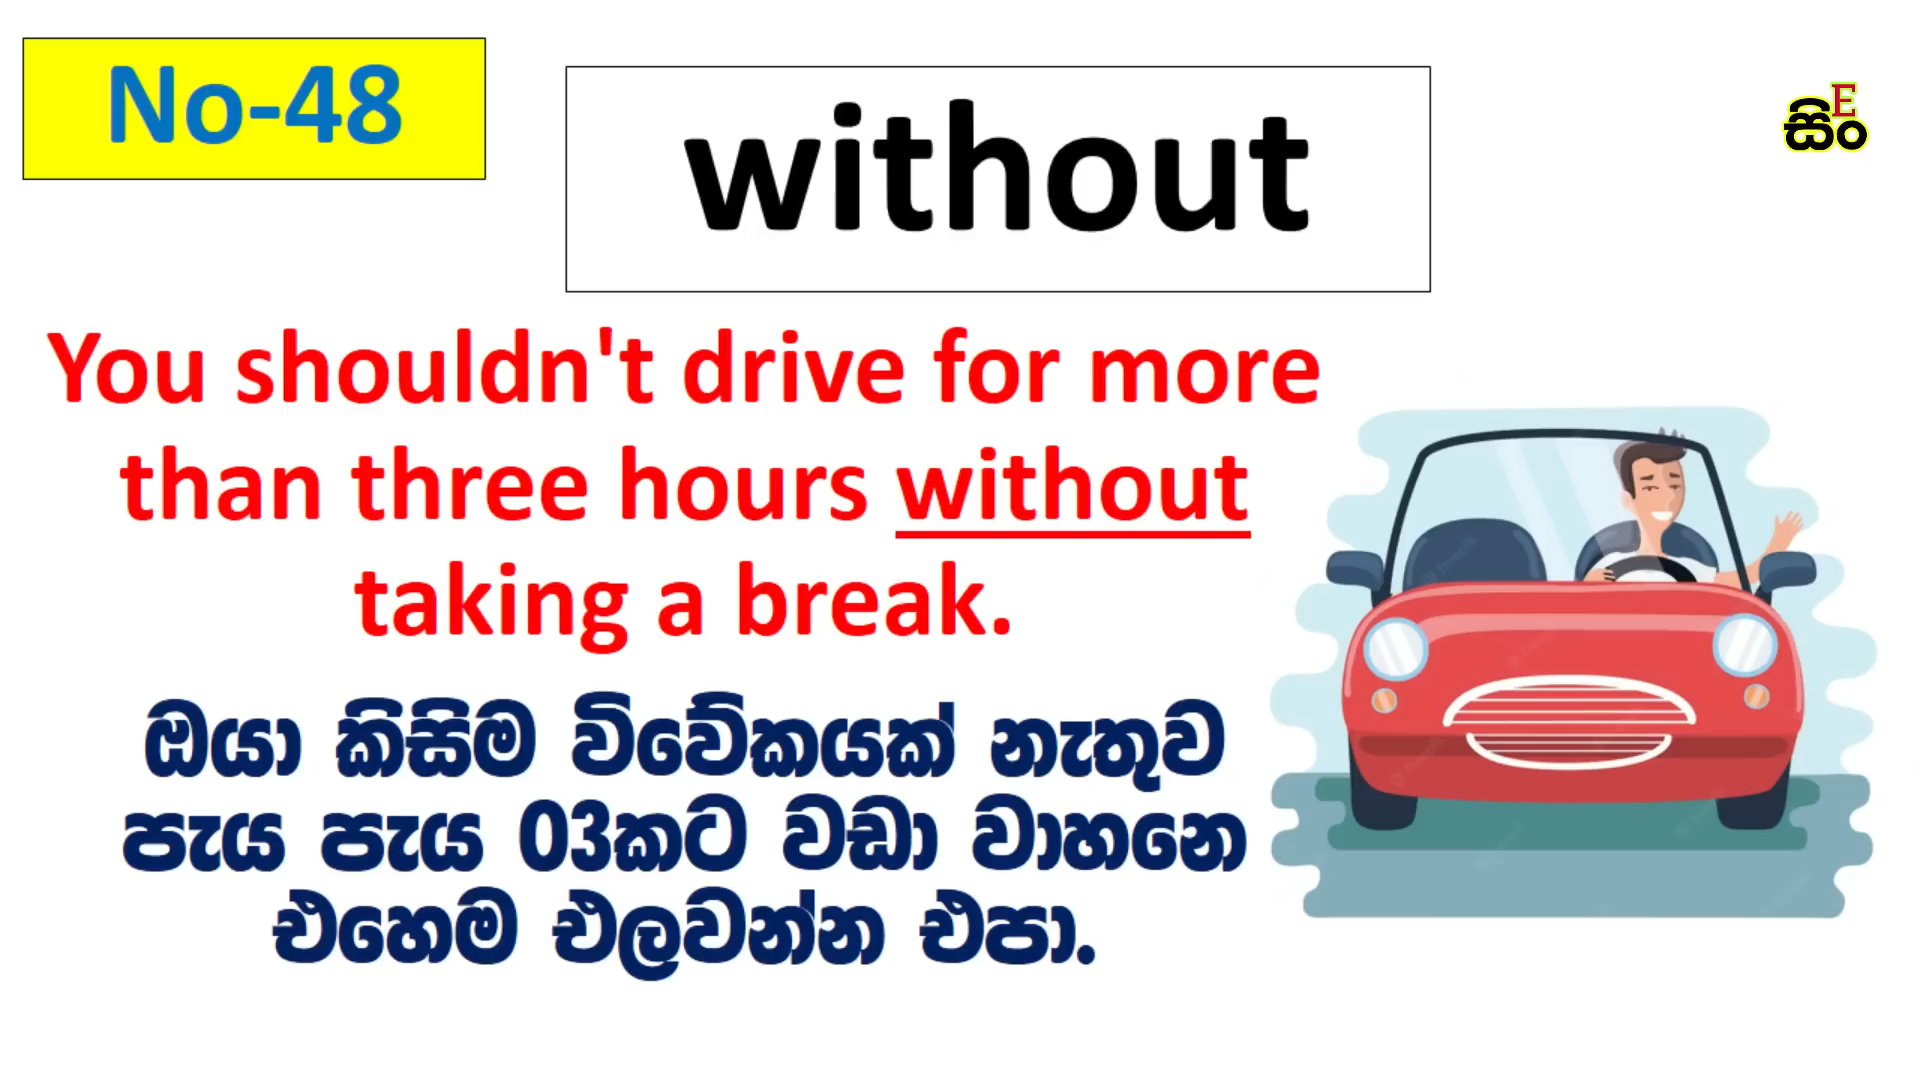 No-48
without
සිං
E
You shouldn't drive for more
than three hours without
taking a break.
ඔයා කිසිම විවේකයක් නැතුව
පැය පැය 03කට වඩා වාහනෙ
එහෙම එලවන්න එපා.